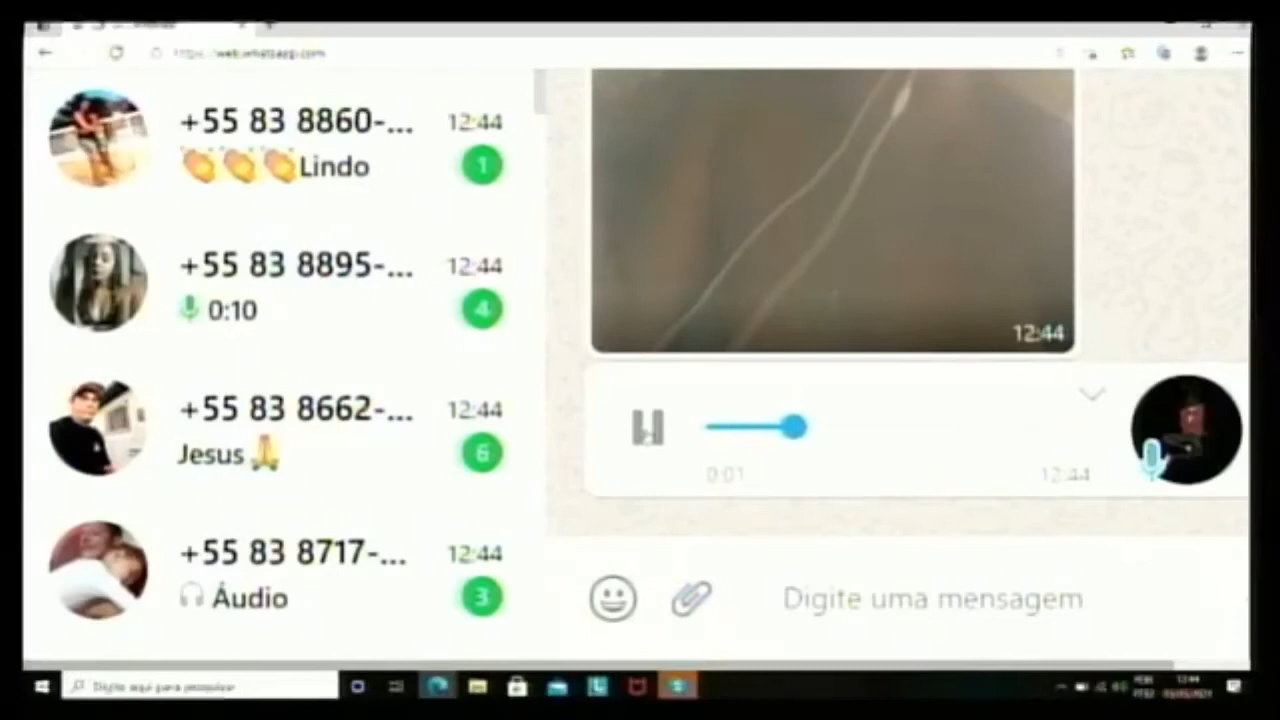 web.whatsapp.com
+55 83 8860-...
12:44
👏👏👏Lindo
1
+55 83 8895-...
12:44
0:10
4
+55 83 8662-...
12:44
Jesus🙏
6
+55 83 8717-...
12:44
Áudio
3
12:44
0:01
12:44
Digite uma mensagem
Digite aqui para pesquisar
12:44